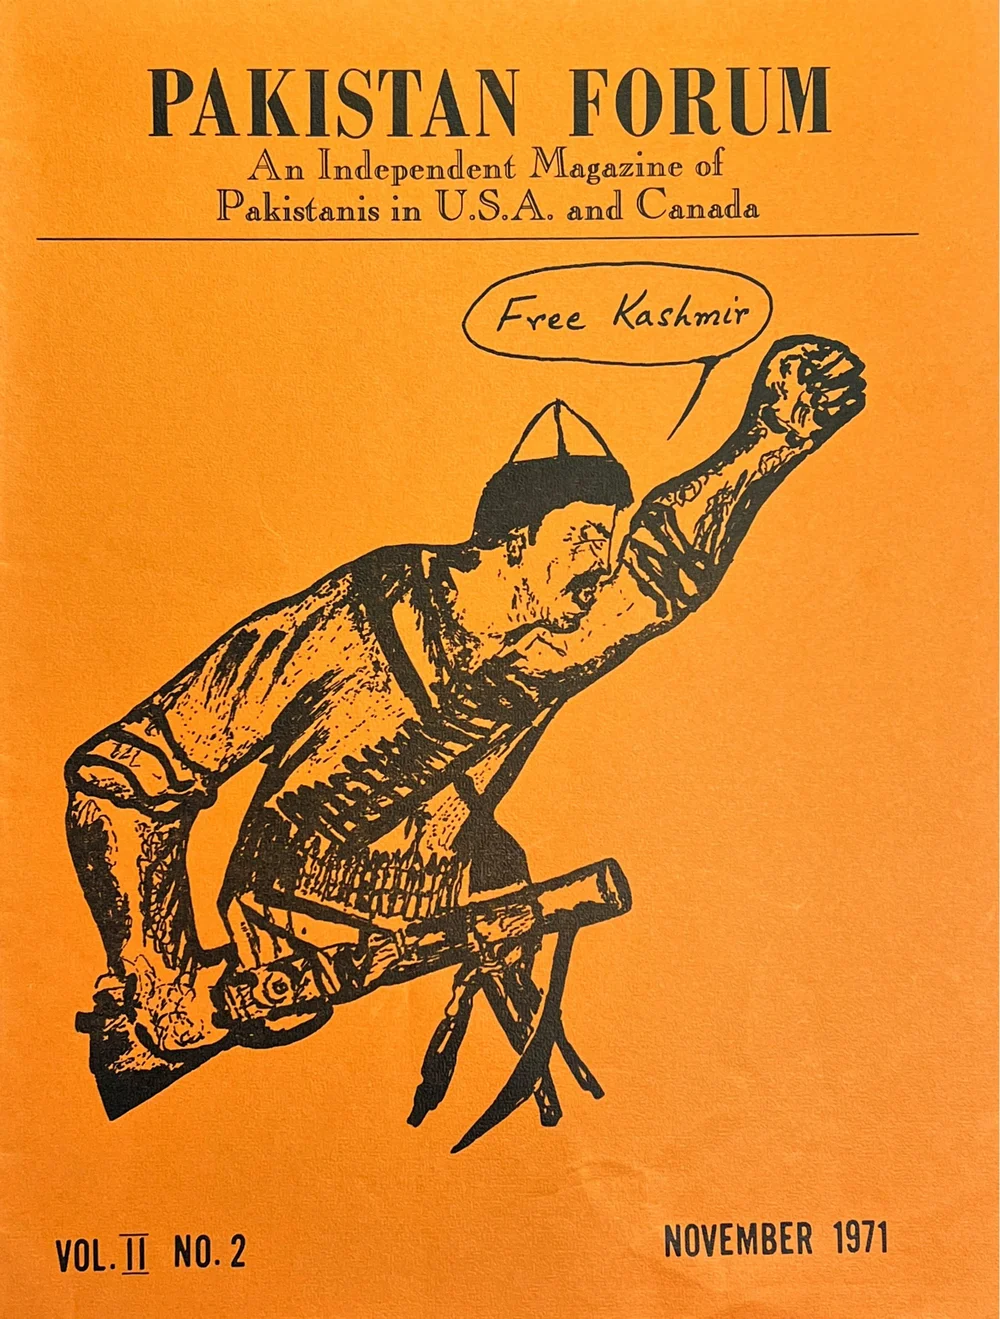 PAKISTAN FORUM
An Independent Magazine of
Pakistanis in U.S.A. and Canada
Free Kashmir
VOL. II NO. 2
NOVEMBER 1971